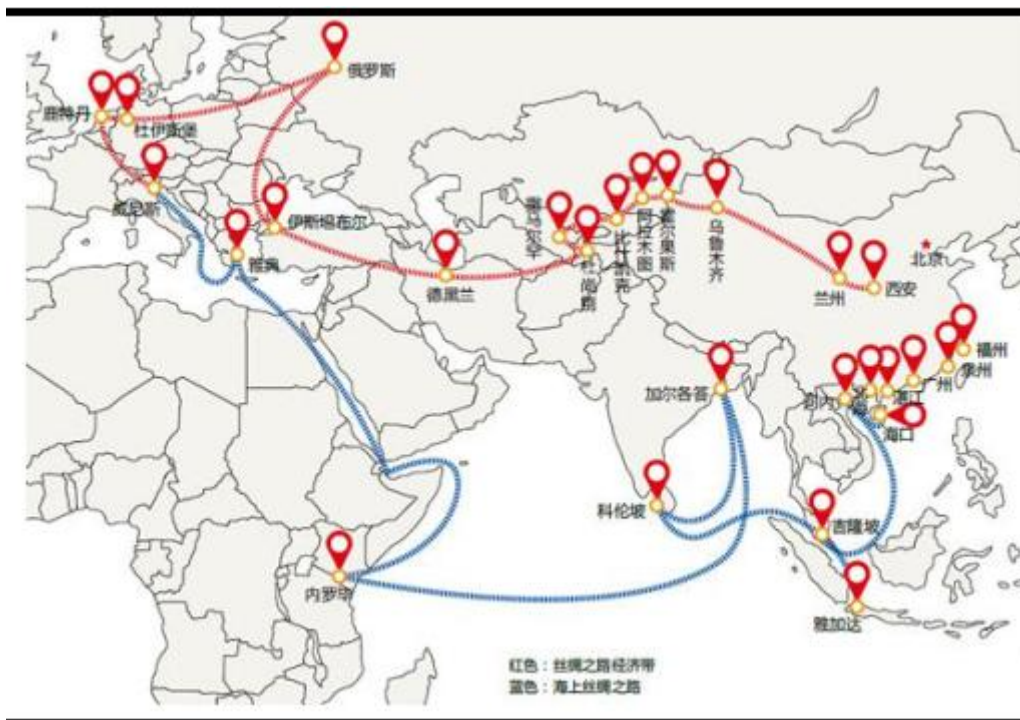 俄罗斯
鹿特丹
杜伊斯堡
威尼斯
伊斯坦布尔
雅典
德黑兰
杜尚别
比什凯克
阿拉木图
霍尔果斯
乌鲁木齐
北京
兰州
西安
福州
泉州
广州
湛江
河内
海口
加尔各答
科伦坡
吉隆坡
内罗毕
雅加达
红色：丝绸之路经济带
蓝色：海上丝绸之路